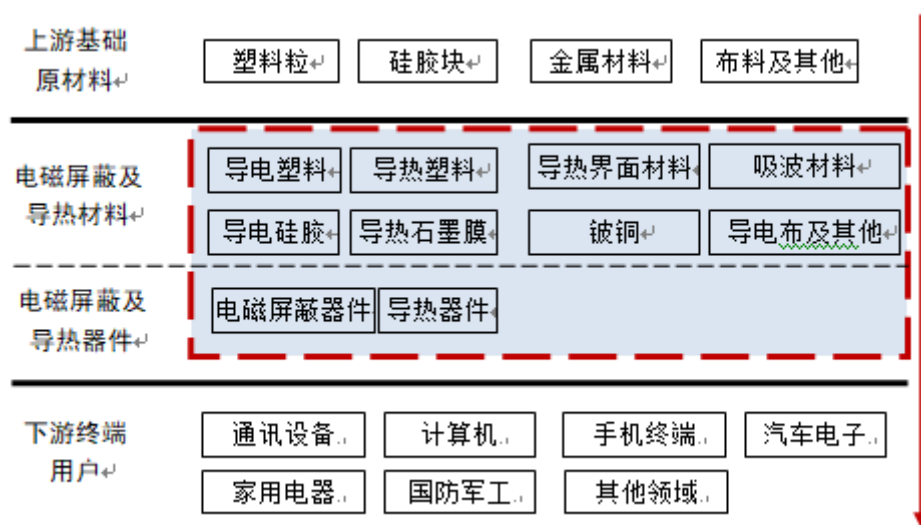 上游基础
原材料
塑料粒 硅胶块 金属材料 布料及其他
电磁屏蔽及
导热材料
导电塑料 导热塑料 导热界面材料 吸波材料
导电硅胶 导热石墨膜 铍铜 导电布及其他
电磁屏蔽及
导热器件
电磁屏蔽器件 导热器件
下游终端
用户
通讯设备 计算机 手机终端 汽车电子
家用电器 国防军工 其他领域